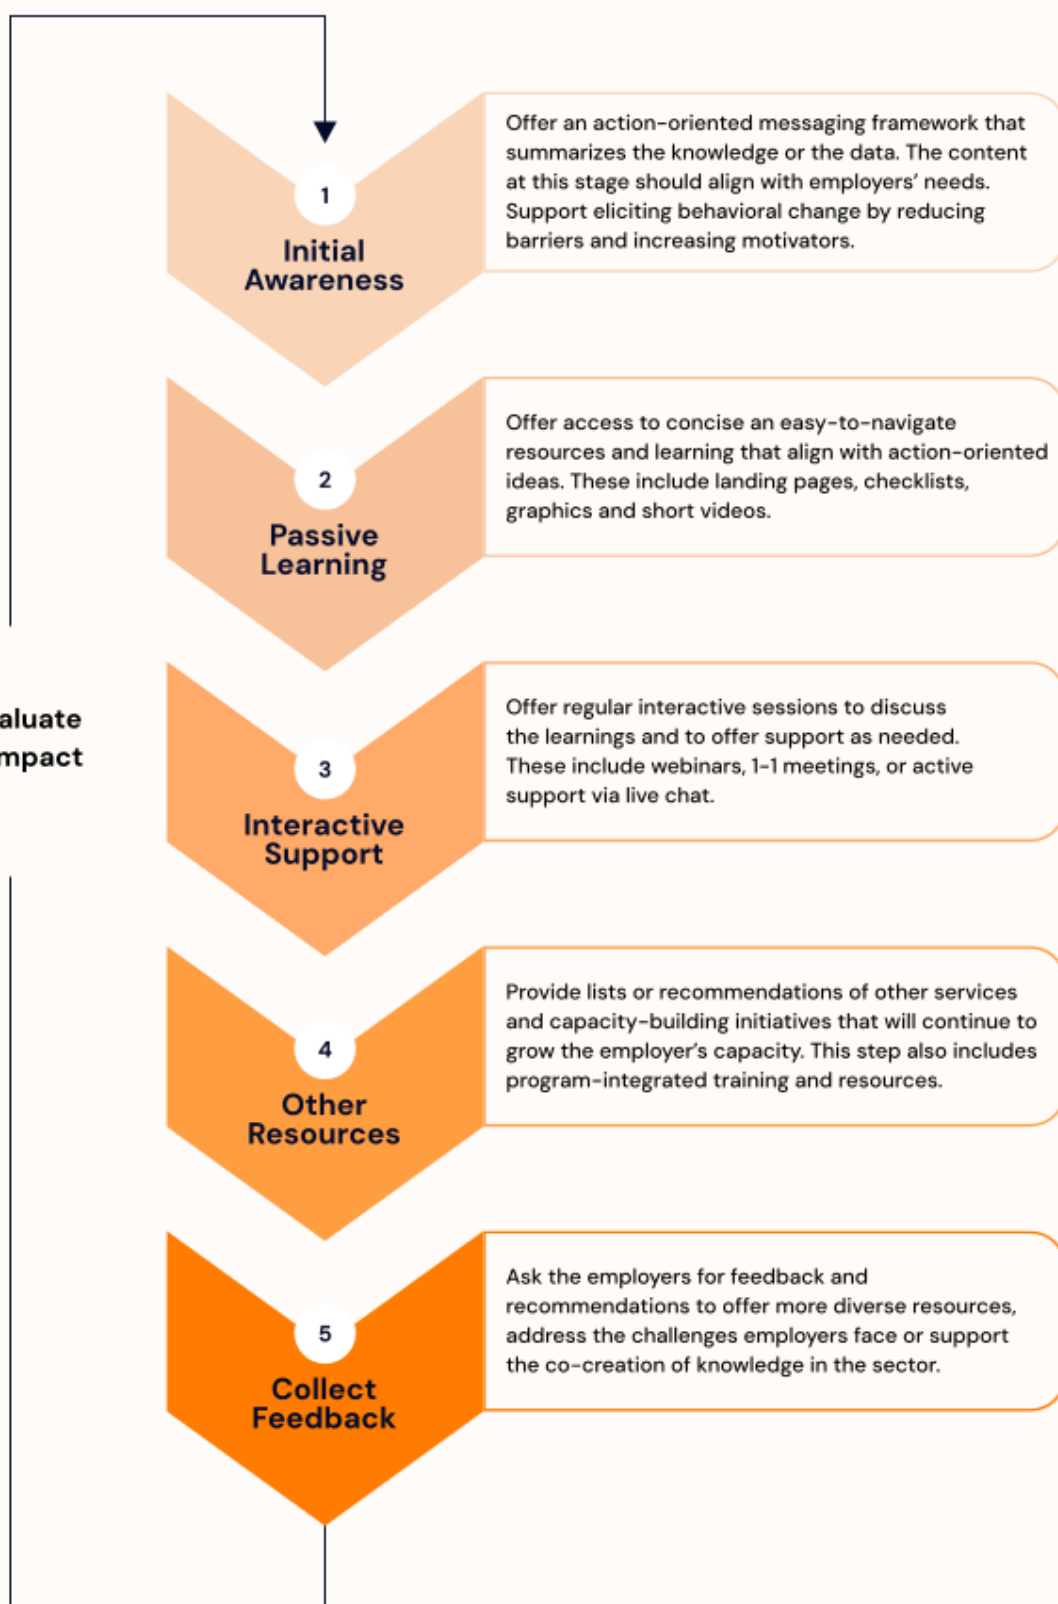 1
Initial
Awareness
Offer an action-oriented messaging framework that
summarizes the knowledge or the data. The content
at this stage should align with employers' needs.
Support eliciting behavioral change by reducing
barriers and increasing motivators.
2
Passive
Learning
Offer access to concise an easy-to-navigate
resources and learning that align with action-oriented
ideas. These include landing pages, checklists,
graphics and short videos.
aluate
mpact
3
Interactive
Support
Offer regular interactive sessions to discuss
the learnings and to offer support as needed.
These include webinars, 1-1 meetings, or active
support via live chat.
4
Other
Resources
Provide lists or recommendations of other services
and capacity-building initiatives that will continue to
grow the employer's capacity. This step also includes
program-integrated training and resources.
5
Collect
Feedback
Ask the employers for feedback and
recommendations to offer more diverse resources,
address the challenges employers face or support
the co-creation of knowledge in the sector.